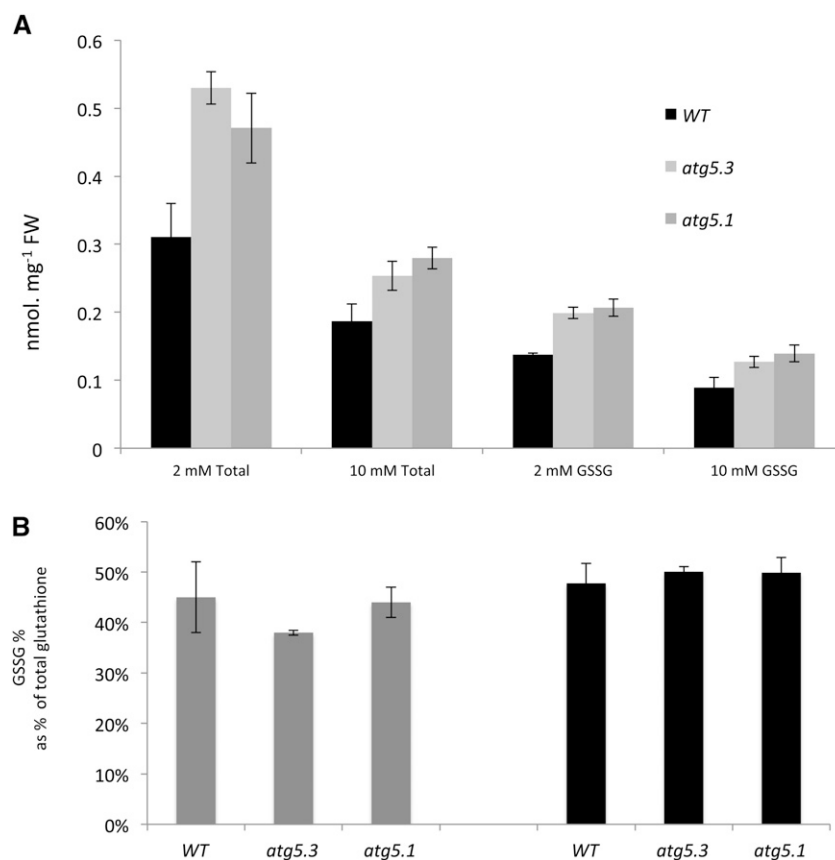 A
0.6
0.5
0.4
0.3
0.2
0.1
0
nmol. mg⁻¹ FW
WT
atg5.3
atg5.1
2 mM Total 10 mM Total 2 mM GSSG 10 mM GSSG
B
60%
50%
40%
30%
20%
10%
0%
GSSG %
as % of total glutathione
WT atg5.3 atg5.1 WT atg5.3 atg5.1